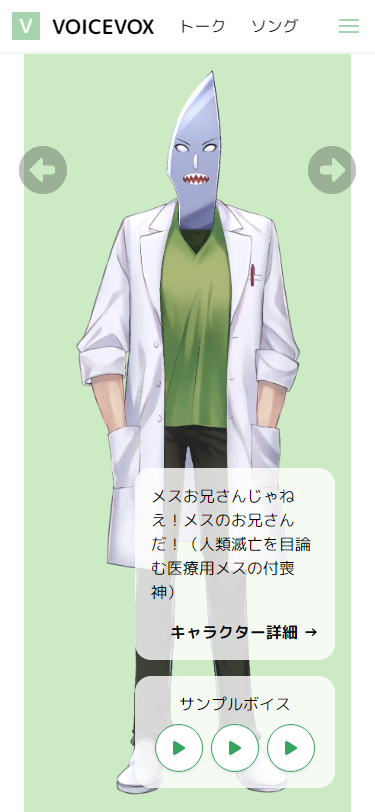 V VOICEVOX トーク ソング
メスお兄さんじゃね
え！メスのお兄さん
だ！（人類滅亡を目論
む医療用メスの付喪
神）
キャラクター詳細 →
サンプルボイス